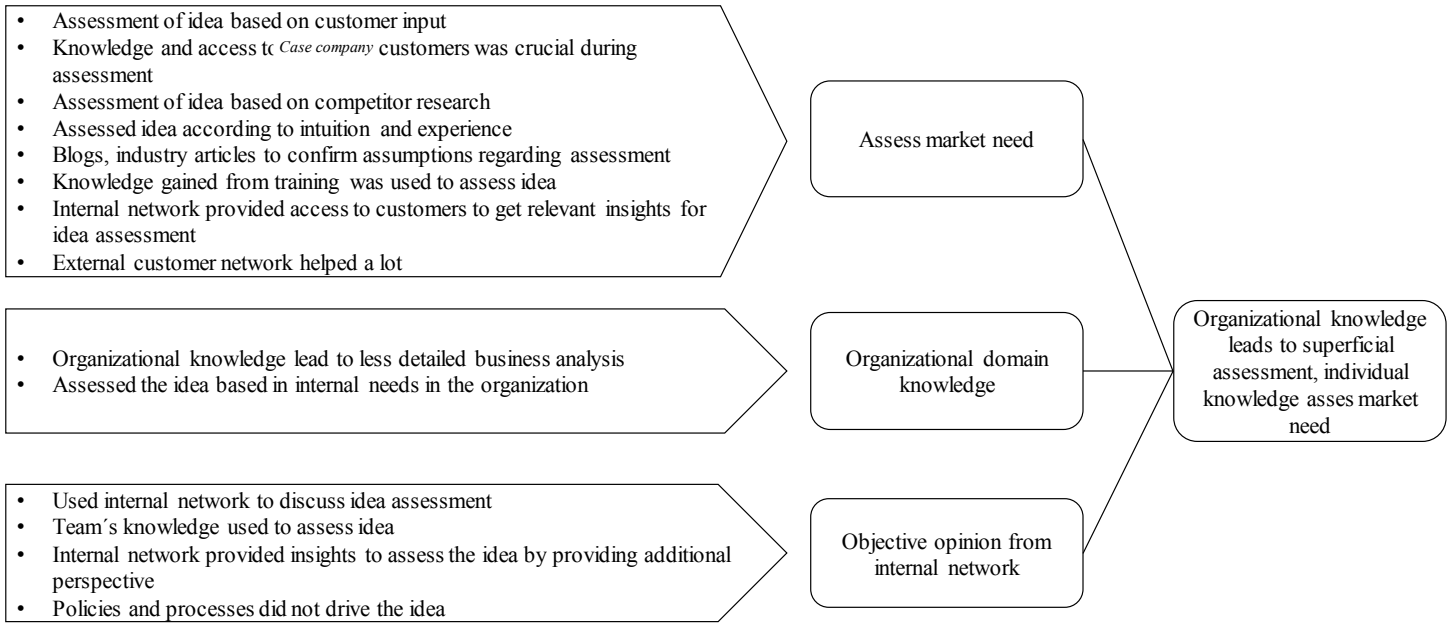 • Assessment of idea based on customer input
• Knowledge and access to Case company customers was crucial during
assessment
• Assessment of idea based on competitor research
• Assessed idea according to intuition and experience
• Blogs, industry articles to confirm assumptions regarding assessment
• Knowledge gained from training was used to assess idea
• Internal network provided access to customers to get relevant insights for
idea assessment
• External customer network helped a lot
Assess market need
• Organizational knowledge lead to less detailed business analysis
• Assessed the idea based in internal needs in the organization
Organizational domain
knowledge
• Used internal network to discuss idea assessment
• Team´s knowledge used to assess idea
• Internal network provided insights to assess the idea by providing additional
perspective
• Policies and processes did not drive the idea
Objective opinion from
internal network
Organizational knowledge
leads to superficial
assessment, individual
knowledge asses market
need